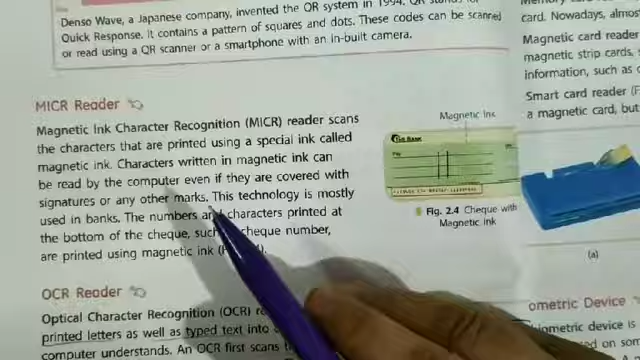 Denso Wave, a Japanese company, invented the QR system in 1994. QR stands for
Quick Response. It contains a pattern of squares and dots. These codes can be scanned
or read using a QR scanner or a smartphone with an in-built camera.
MICR Reader
Magnetic Ink Character Recognition (MICR) reader scans
the characters that are printed using a special ink called
magnetic ink. Characters written in magnetic ink can
be read by the computer even if they are covered with
signatures or any other marks. This technology is mostly
used in banks. The numbers and characters printed at
the bottom of the cheque, such cheque number,
are printed using magnetic ink
OCR Reader
Optical Character Recognition (OCR)
printed letters as well as typed text into
computer understands. An OCR first scans
Magnetic Ink
THE BANK
Fig. 2.4 Cheque with
Magnetic Ink
card. Nowadays, almos
Magnetic card reader
magnetic strip cards,
information, such as
Smart card reader
a magnetic card, but
(a)
ometric Device
iometric device is
ed on som